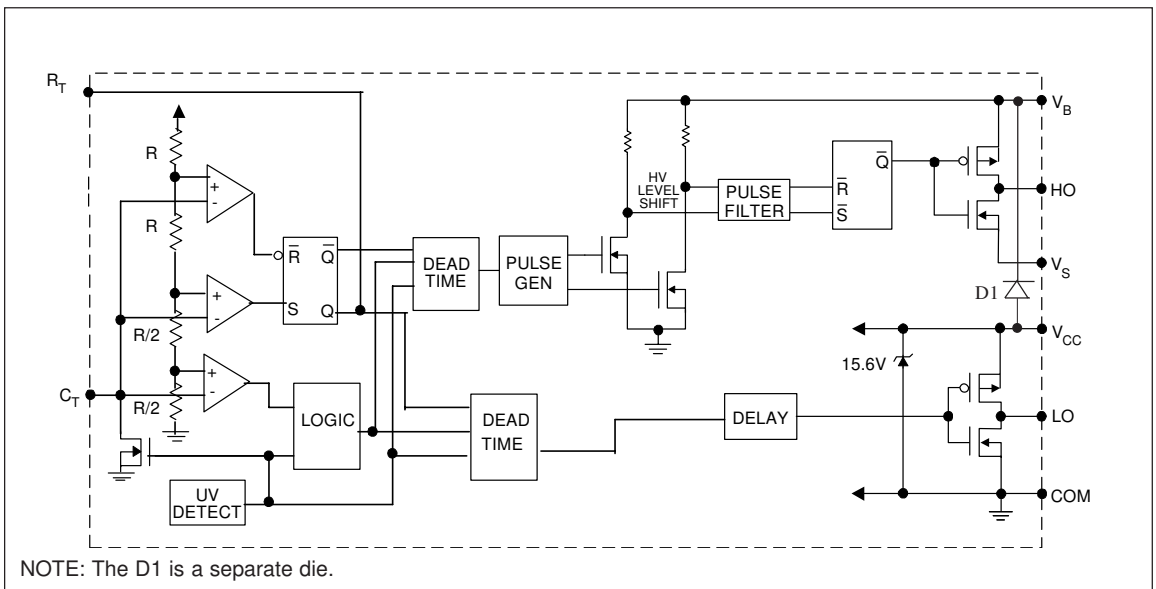 R_T
V_B
R
+
-
HV
LEVEL
SHIFT
PULSE
FILTER
R̅
S̅
Q̅
HO
R
R̅
Q̅
S
Q
DEAD
TIME
PULSE
GEN
V_S
D1
+
-
R/2
V_CC
15.6V
+
-
C_T
R/2
LOGIC
DEAD
TIME
DELAY
LO
UV
DETECT
COM
NOTE: The D1 is a separate die.